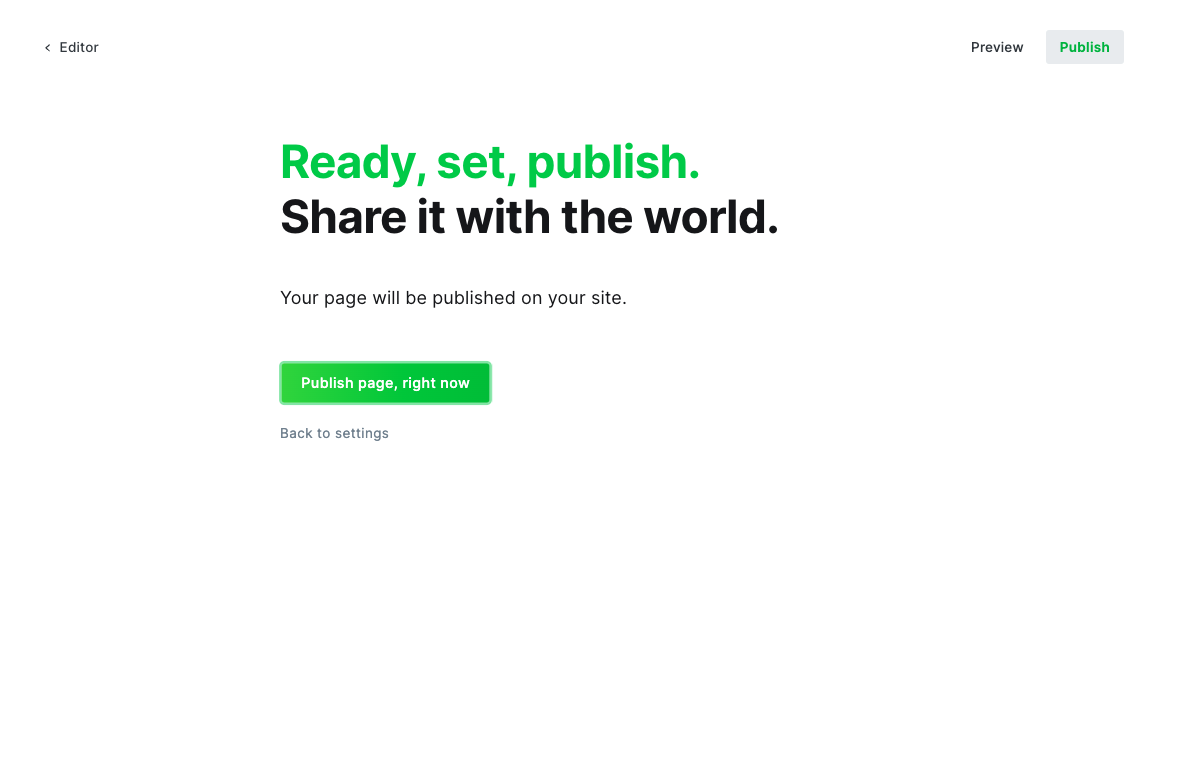 Editor
Preview
Publish
Ready, set, publish.
Share it with the world.
Your page will be published on your site.
Publish page, right now
Back to settings